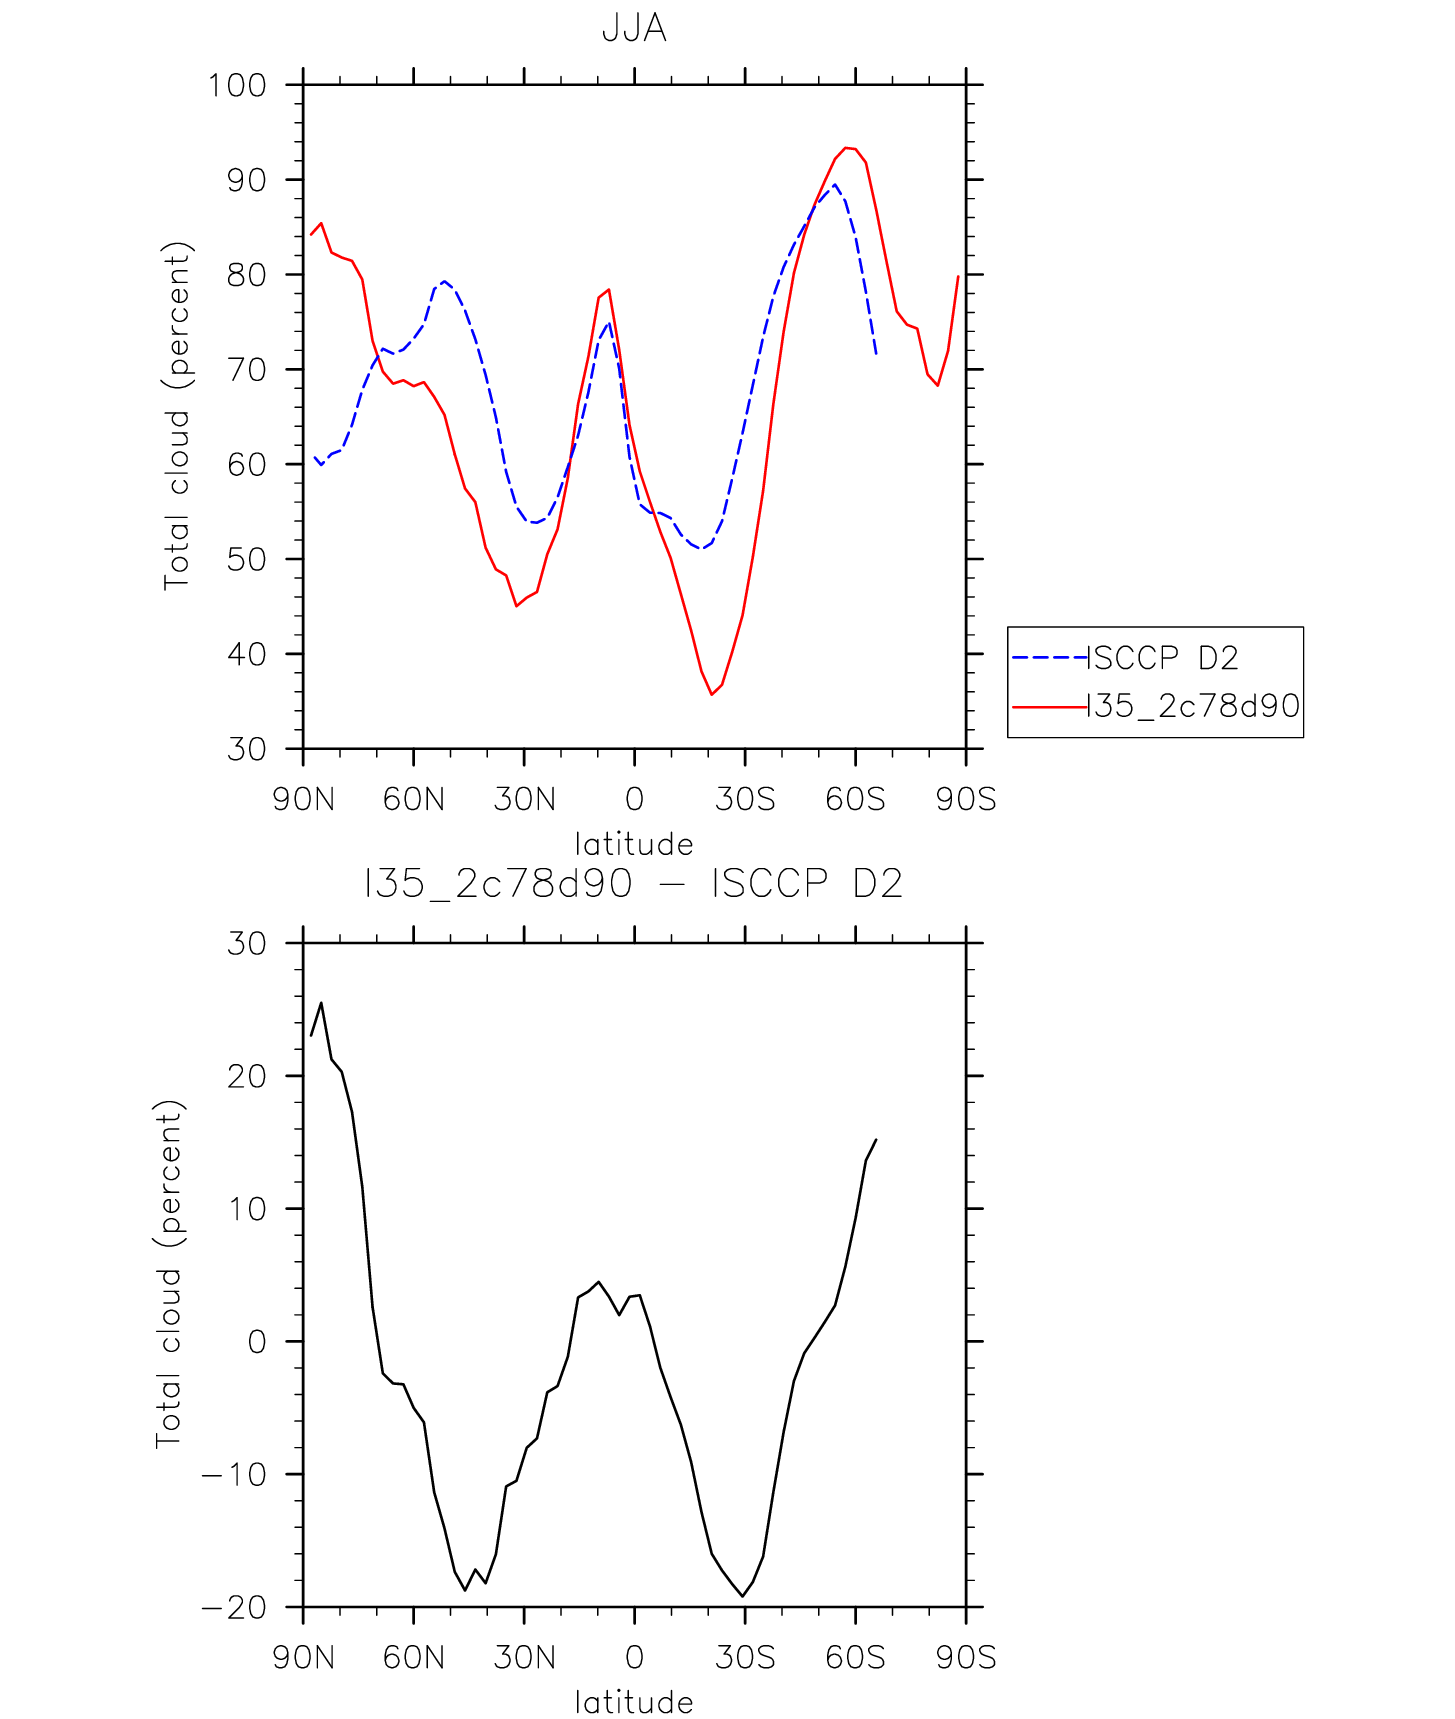 JJA
100
90
80
70
60
50
40
30
Total cloud (percent)
90N 60N 30N 0 30S 60S 90S
latitude
ISCCP D2
I35_2c78d90
I35_2c78d90 - ISCCP D2
30
20
10
0
-10
-20
Total cloud (percent)
90N 60N 30N 0 30S 60S 90S
latitude